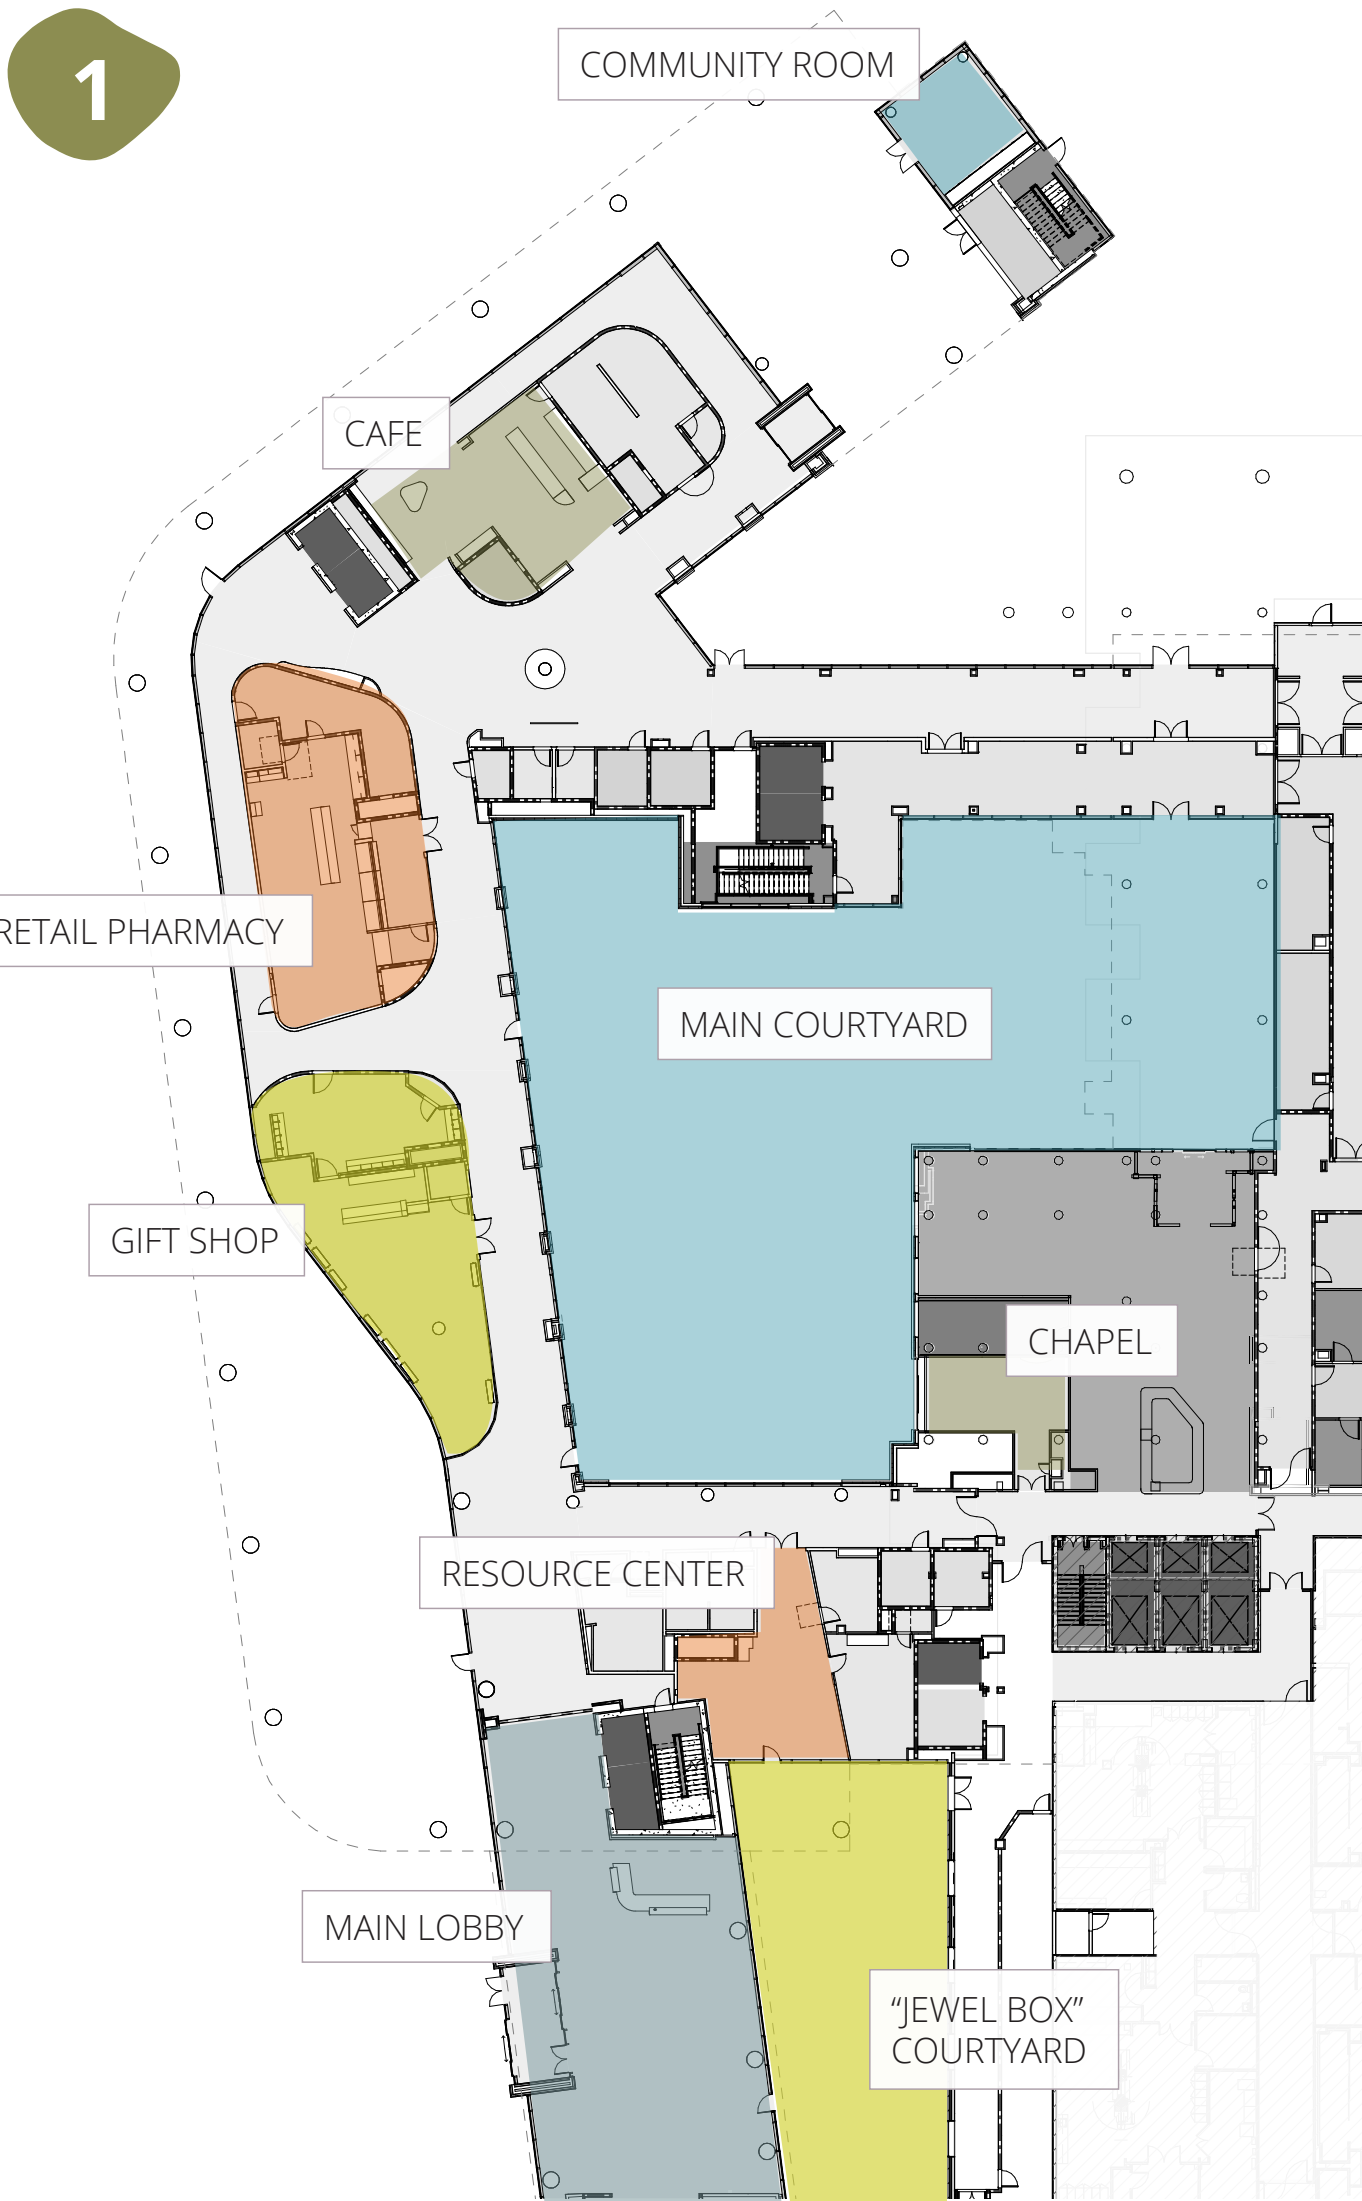 1
COMMUNITY ROOM
CAFE
RETAIL PHARMACY
MAIN COURTYARD
GIFT SHOP
CHAPEL
RESOURCE CENTER
MAIN LOBBY
“JEWEL BOX”
COURTYARD